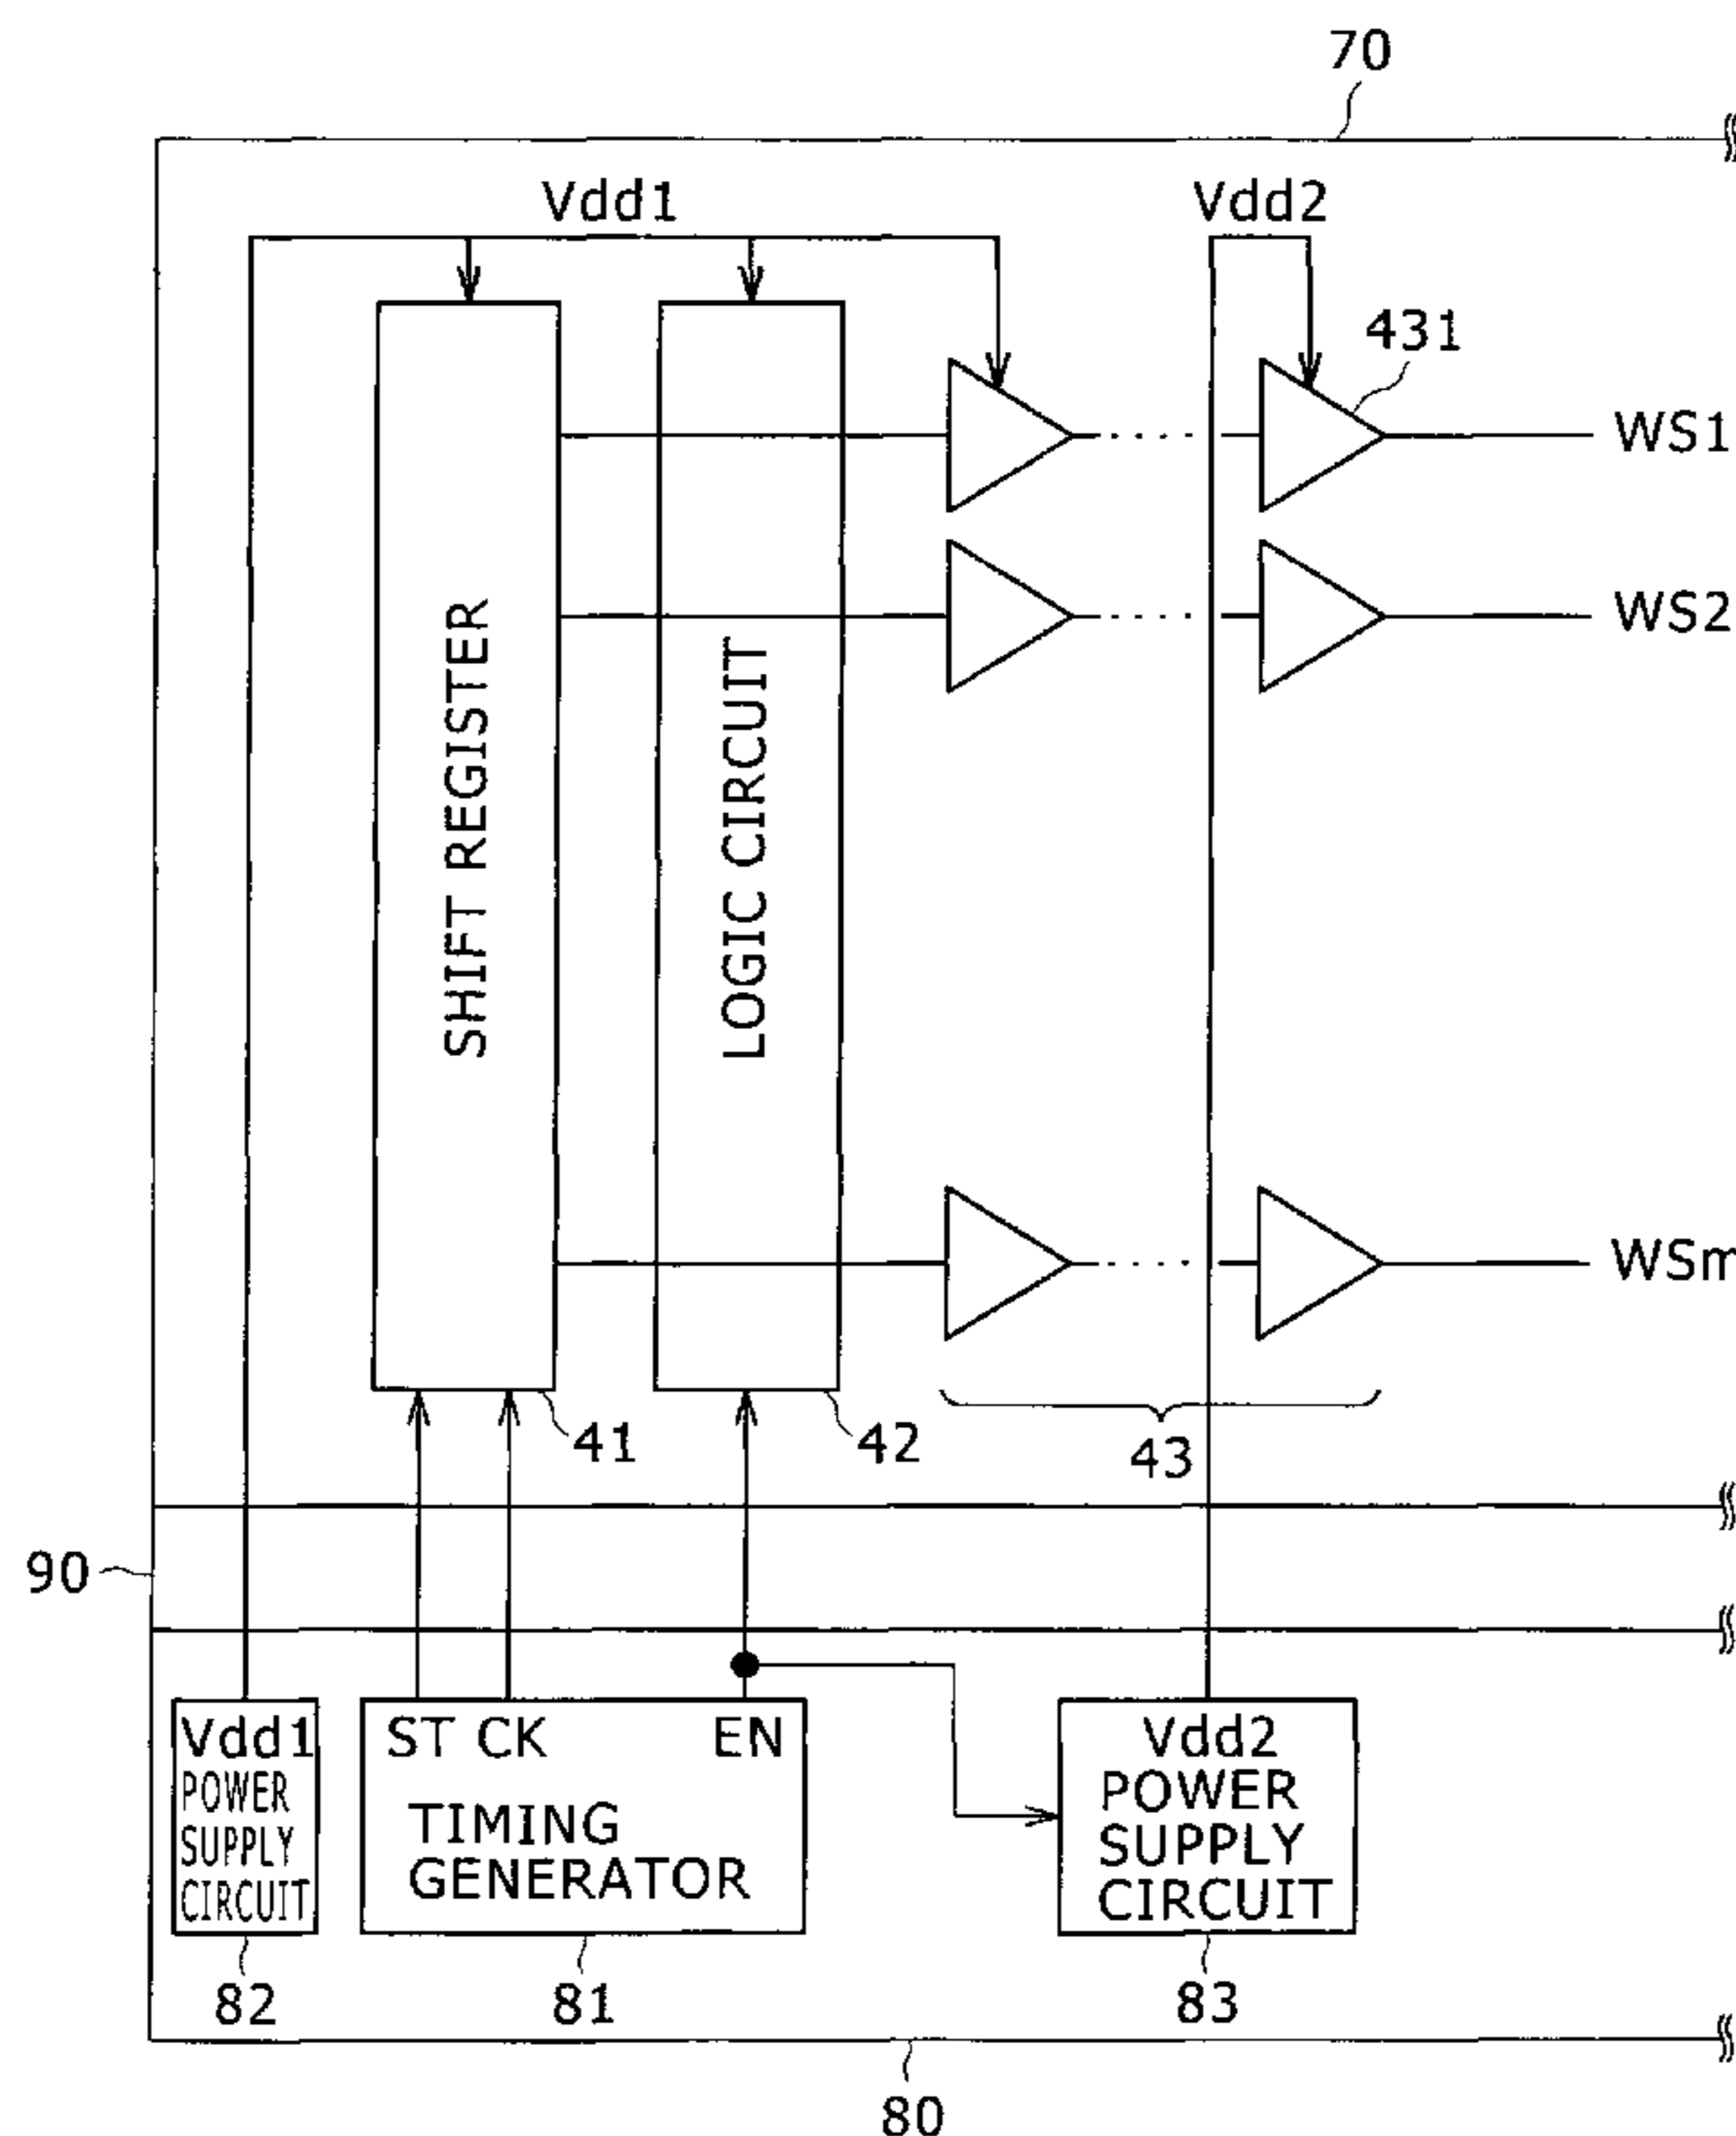 70
Vdd1
Vdd2
431
WS1
WS2
SHIFT REGISTER
LOGIC CIRCUIT
WSm
41
42
43
90
Vdd1
POWER
SUPPLY
CIRCUIT
ST CK
EN
TIMING
GENERATOR
Vdd2
POWER
SUPPLY
CIRCUIT
82
81
83
80